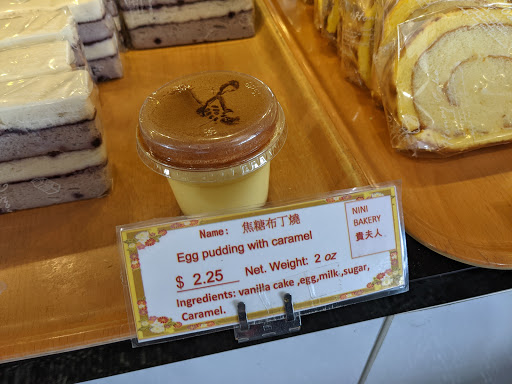 Name: 焦糖布丁燒
Egg pudding with caramel
$ 2.25 Net. Weight: 2 oz
Ingredients: vanilla cake ,egg,milk ,sugar,
Caramel.
NINI
BAKERY
貴夫人